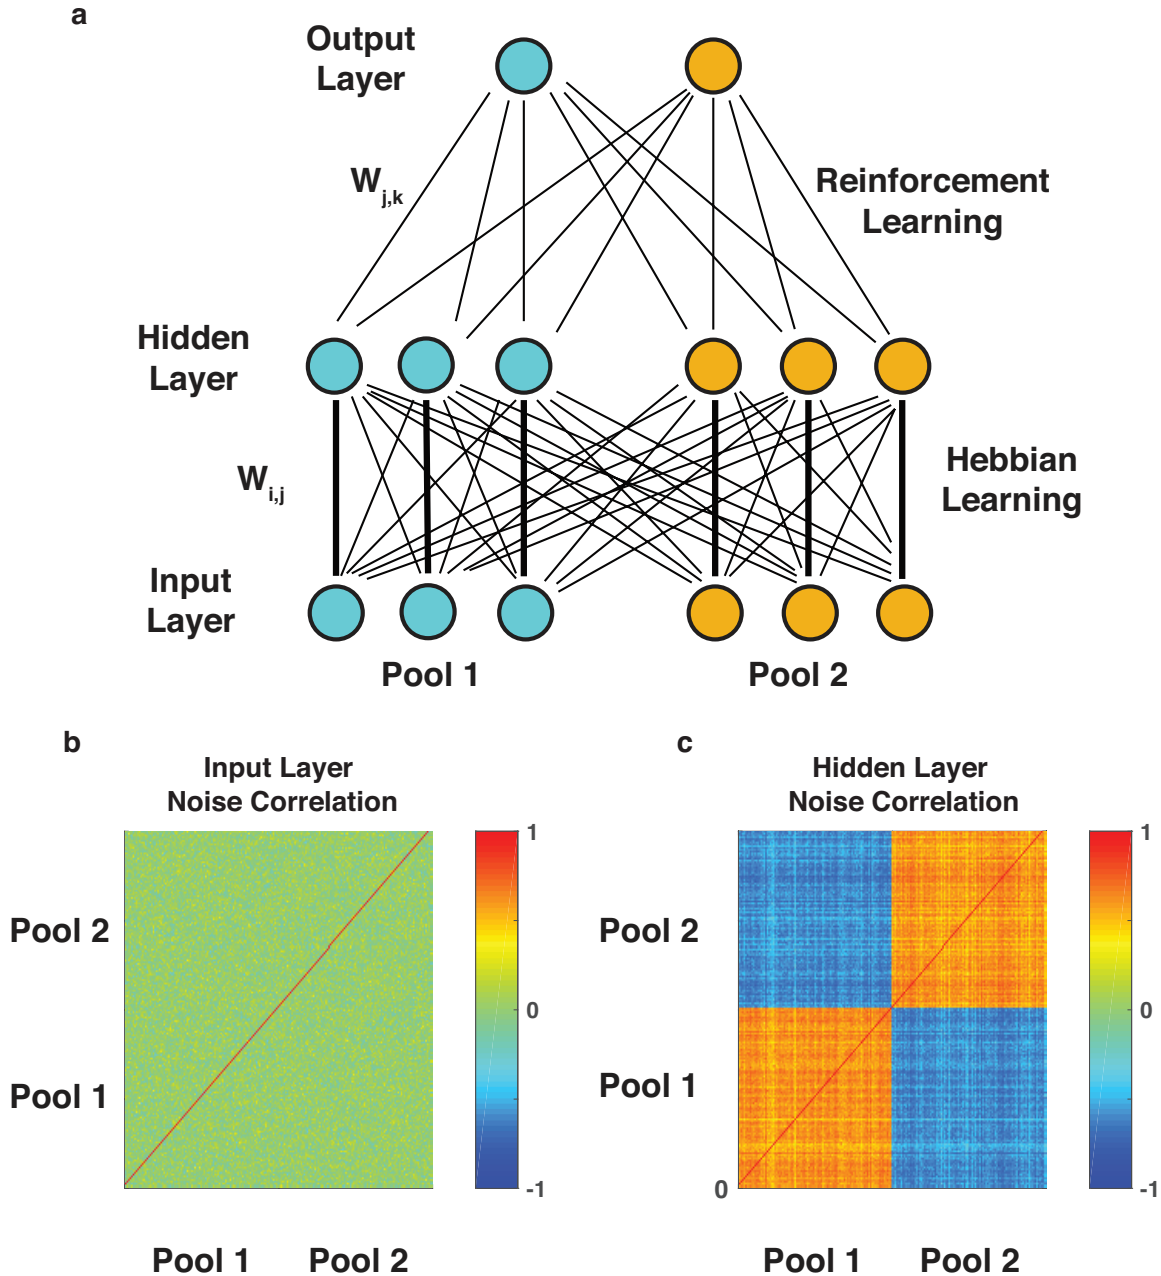 a
Output
Layer
W j,k
Reinforcement
Learning
Hidden
Layer
W i,j
Hebbian
Learning
Input
Layer
Pool 1
Pool 2
b
Input Layer
Noise Correlation
Pool 2
Pool 1
1
0
-1
Pool 1
Pool 2
c
Hidden Layer
Noise Correlation
Pool 2
Pool 1
0
1
0
-1
Pool 1
Pool 2